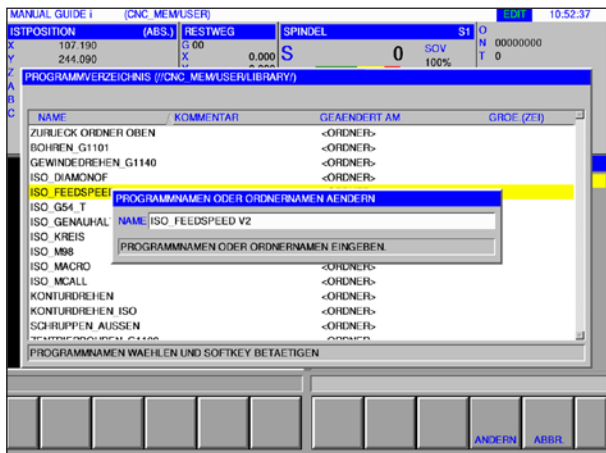 MANUAL GUIDE i (CNC_MEM/USER) EDIT 10:52:37
ISTPOSITION (ABS.) RESTWEG SPINDEL S1 O
X 107.190 G 00 S 0 SOV 100% N 00000000
Y 244.090 X 0.000 T 0
Z
A
B
C
PROGRAMMVERZEICHNIS (//CNC_MEM/USER/LIBRARY/)
NAME / KOMMENTAR GEAENDERT AM GROE.(ZEI)
ZURUECK ORDNER OBEN <ORDNER>
BOHREN_G1101 <ORDNER>
GEWINDEDREHEN_G1140 <ORDNER>
ISO_DIAMONOF <ORDNER>
ISO_FEEDSPEE
ISO_G54_T
ISO_GENAUHAL
ISO_KREIS
ISO_M98
PROGRAMMNAMEN ODER ORDNERNAMEN AENDERN
NAME ISO_FEEDSPEED V2
PROGRAMMNAMEN ODER ORDNERNAMEN EINGEBEN.
ISO_MACRO <ORDNER>
ISO_MCALL <ORDNER>
KONTURDREHEN <ORDNER>
KONTURDREHEN_ISO <ORDNER>
SCHRUPPEN_AUSSEN <ORDNER>
PROGRAMMNAMEN WAEHLEN UND SOFTKEY BETAETIGEN
ANDERN ABBR.